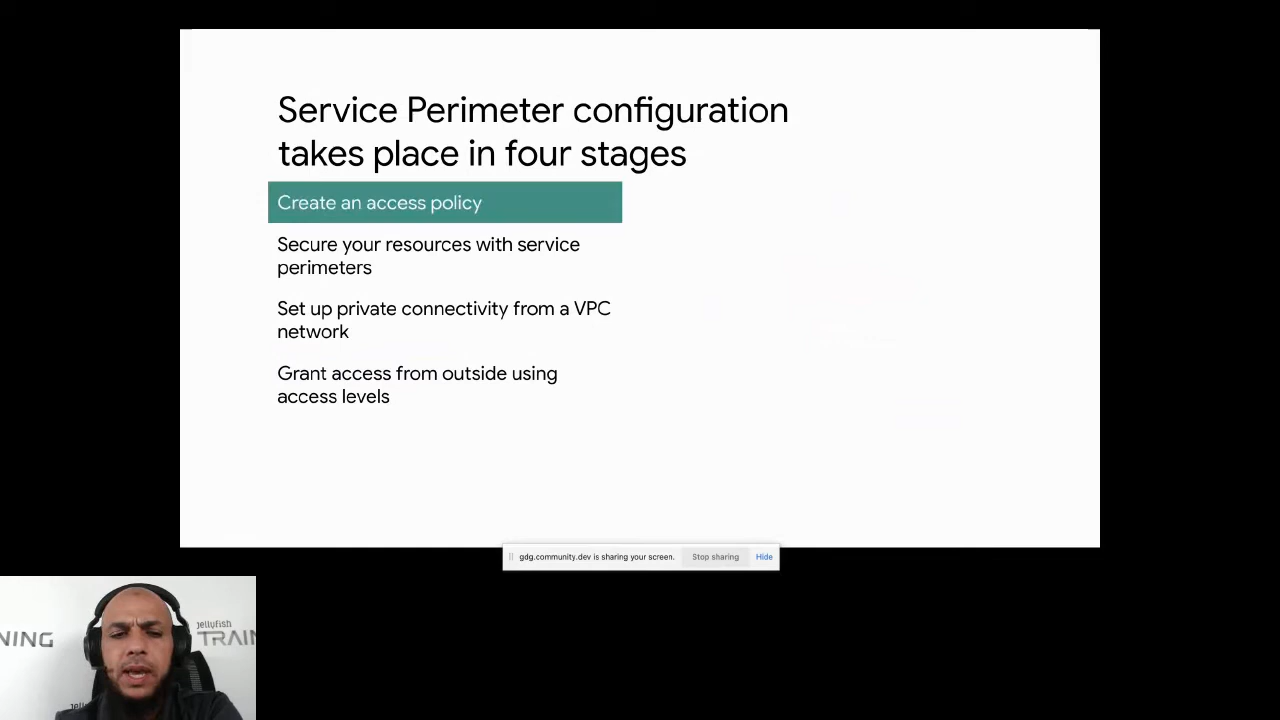 Service Perimeter configuration
takes place in four stages
Create an access policy
Secure your resources with service
perimeters
Set up private connectivity from a VPC
network
Grant access from outside using
access levels
gdg.community.dev is sharing your screen.
Stop sharing
Hide
NING
jellyfish
TRAIN